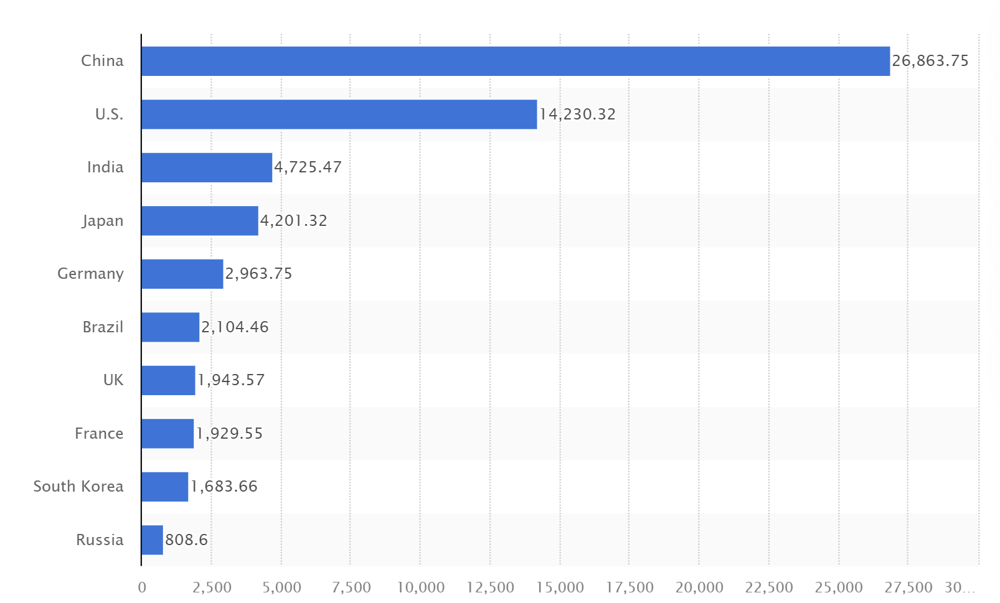 China 26,863.75
U.S. 14,230.32
India 4,725.47
Japan 4,201.32
Germany 2,963.75
Brazil 2,104.46
UK 1,943.57
France 1,929.55
South Korea 1,683.66
Russia 808.6
0 2,500 5,000 7,500 10,000 12,500 15,000 17,500 20,000 22,500 25,000 27,500 30…